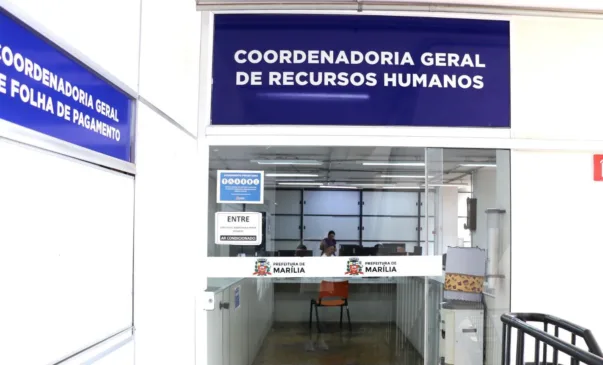 COORDENADORIA GERAL
E FOLHA DE PAGAMENTO
COORDENADORIA GERAL
DE RECURSOS HUMANOS
ENTRE
AR CONDICIONADO
PREFEITURA DE
MARÍLIA
PREFEITURA DE
MARÍLIA